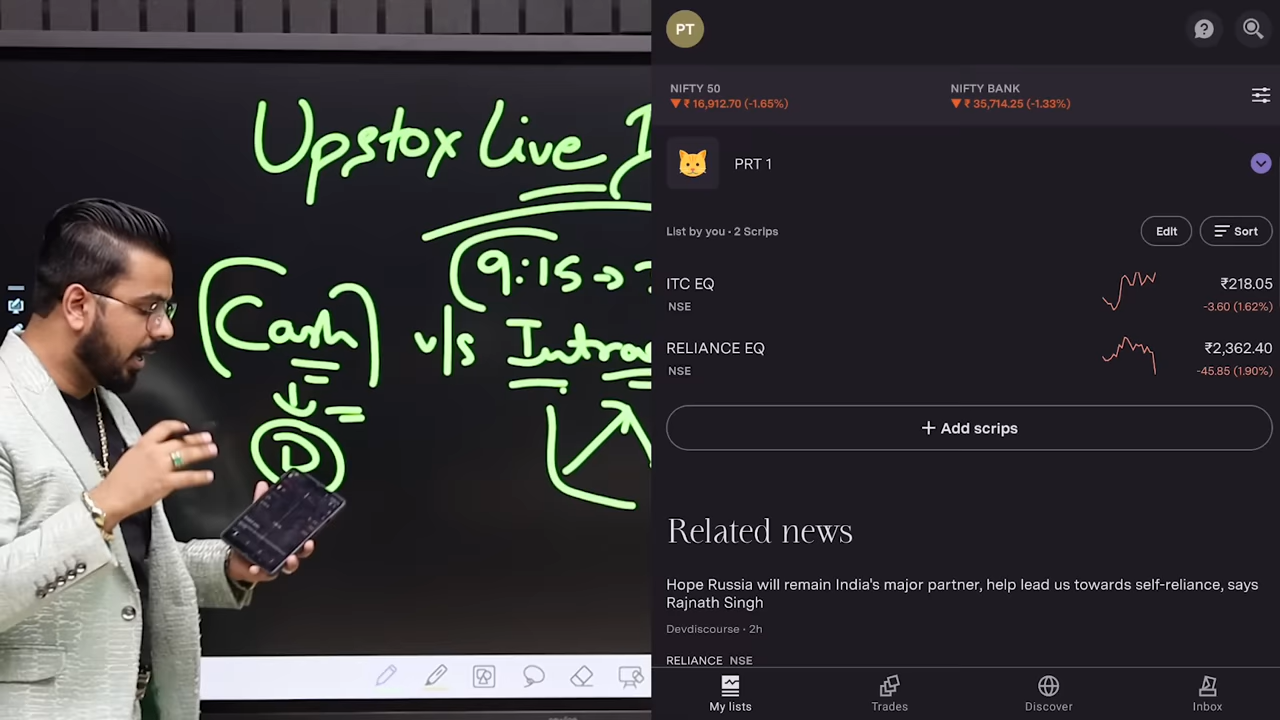 Upstox Live I
(9:15 →
(Cash) v/s Intra
D
PT
NIFTY 50
▼₹ 16,912.70 (-1.65%)
NIFTY BANK
▼₹ 35,714.25 (-1.33%)
PRT 1
List by you • 2 Scrips
Edit
Sort
ITC EQ
₹218.05
NSE
-3.60 (1.62%)
RELIANCE EQ
₹2,362.40
NSE
-45.85 (1.90%)
+ Add scrips
Related news
Hope Russia will remain India's major partner, help lead us towards self-reliance, says
Rajnath Singh
Devdiscourse • 2h
RELIANCE NSE
My lists
Trades
Discover
Inbox